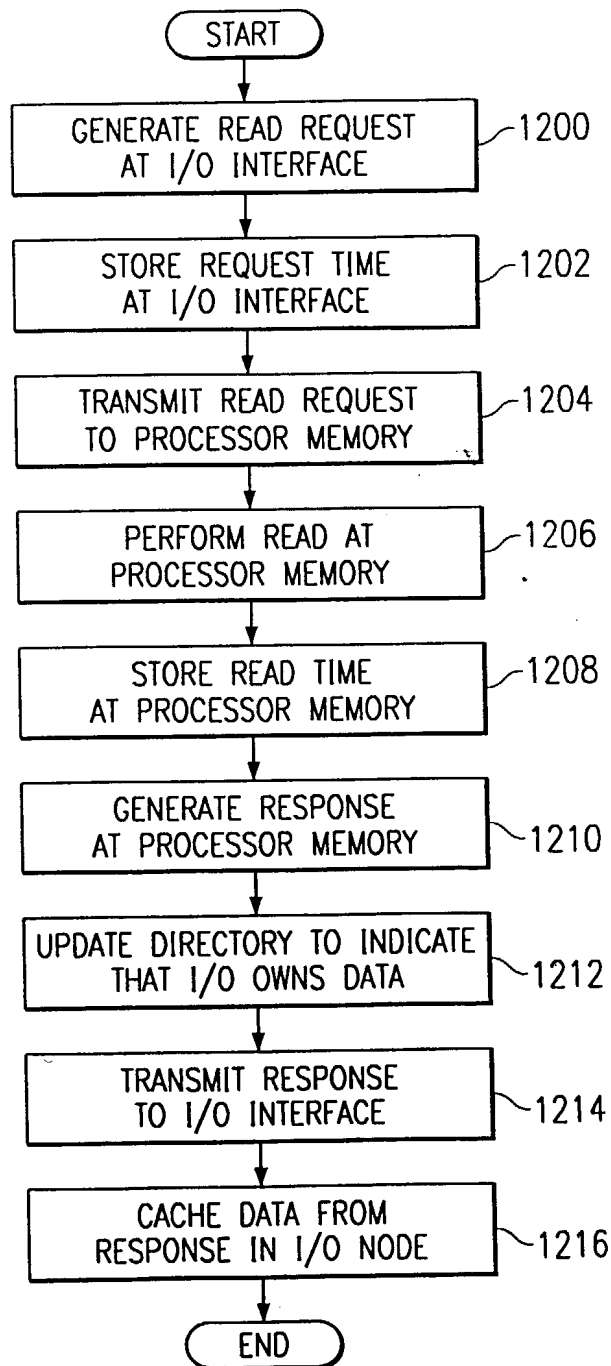 START
GENERATE READ REQUEST
AT I/O INTERFACE
1200
STORE REQUEST TIME
AT I/O INTERFACE
1202
TRANSMIT READ REQUEST
TO PROCESSOR MEMORY
1204
PERFORM READ AT
PROCESSOR MEMORY
1206
STORE READ TIME
AT PROCESSOR MEMORY
1208
GENERATE RESPONSE
AT PROCESSOR MEMORY
1210
UPDATE DIRECTORY TO INDICATE
THAT I/O OWNS DATA
1212
TRANSMIT RESPONSE
TO I/O INTERFACE
1214
CACHE DATA FROM
RESPONSE IN I/O NODE
1216
END